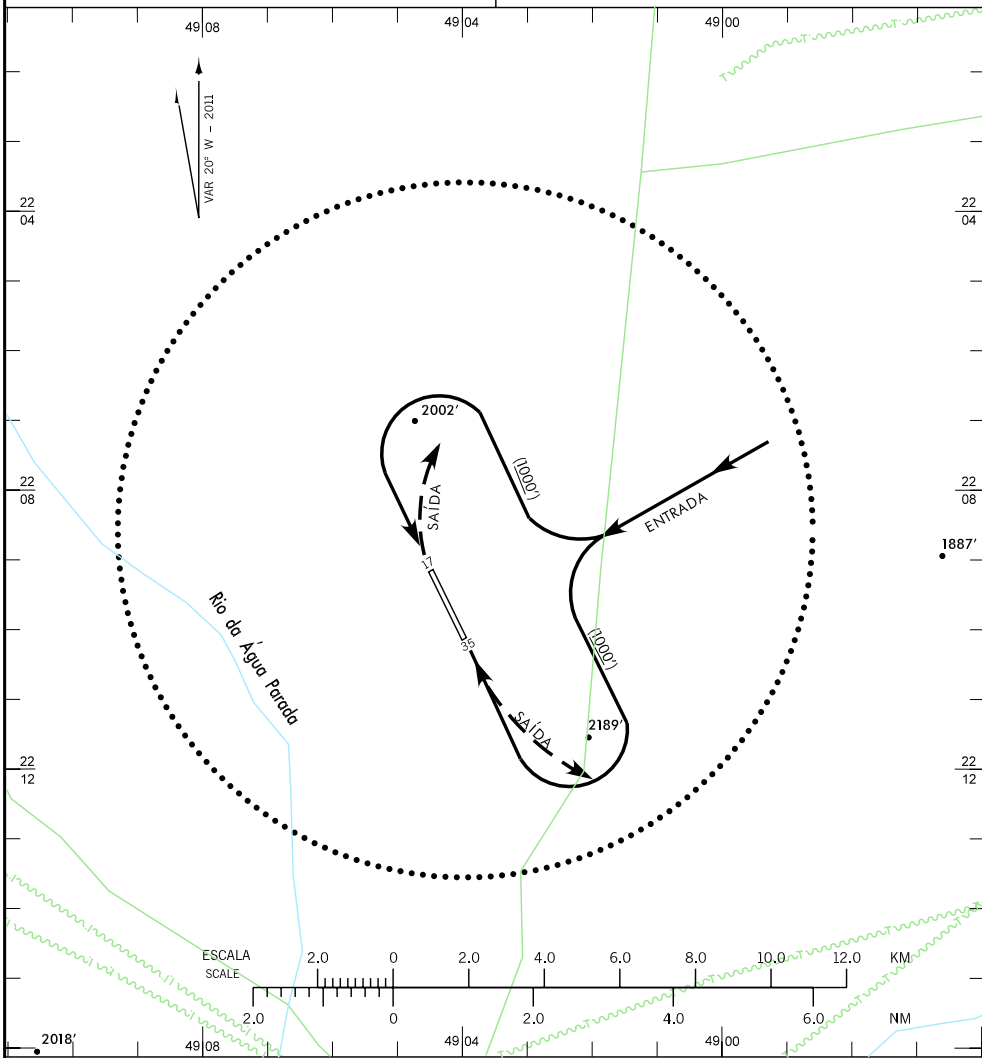 49 08
49 04
49 00
VAR 20° W - 2011
22
04
22
04
2002'
(1000')
SAÍDA
ENTRADA
22
08
22
08
17
1887'
Rio da Água Parada
35
(1000')
SAÍDA
2189'
22
12
22
12
ESCALA
SCALE
2.0 0 2.0 4.0 6.0 8.0 10.0 12.0 KM
2.0 0 2.0 4.0 6.0 NM
2018'
49 08
49 04
49 00